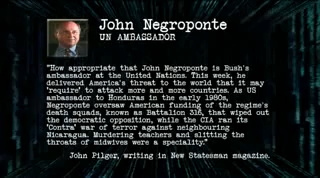 John Negroponte
UN AMBASSADOR
"How appropriate that John Negroponte is Bush's
ambassador at the United Nations. This week, he
delivered America's threat to the world that it may
'require' to attack more and more countries. As US
ambassador to Honduras in the early 1980s,
Negroponte oversaw American funding of the regime's
death squads, known as Battalion 316, that wiped out
the democratic opposition, while the CIA ran its
'Contra' war of terror against neighbouring
Nicaragua. Murdering teachers and slitting the
throats of midwives were a speciality."
John Pilger, writing in New Statesman magazine.